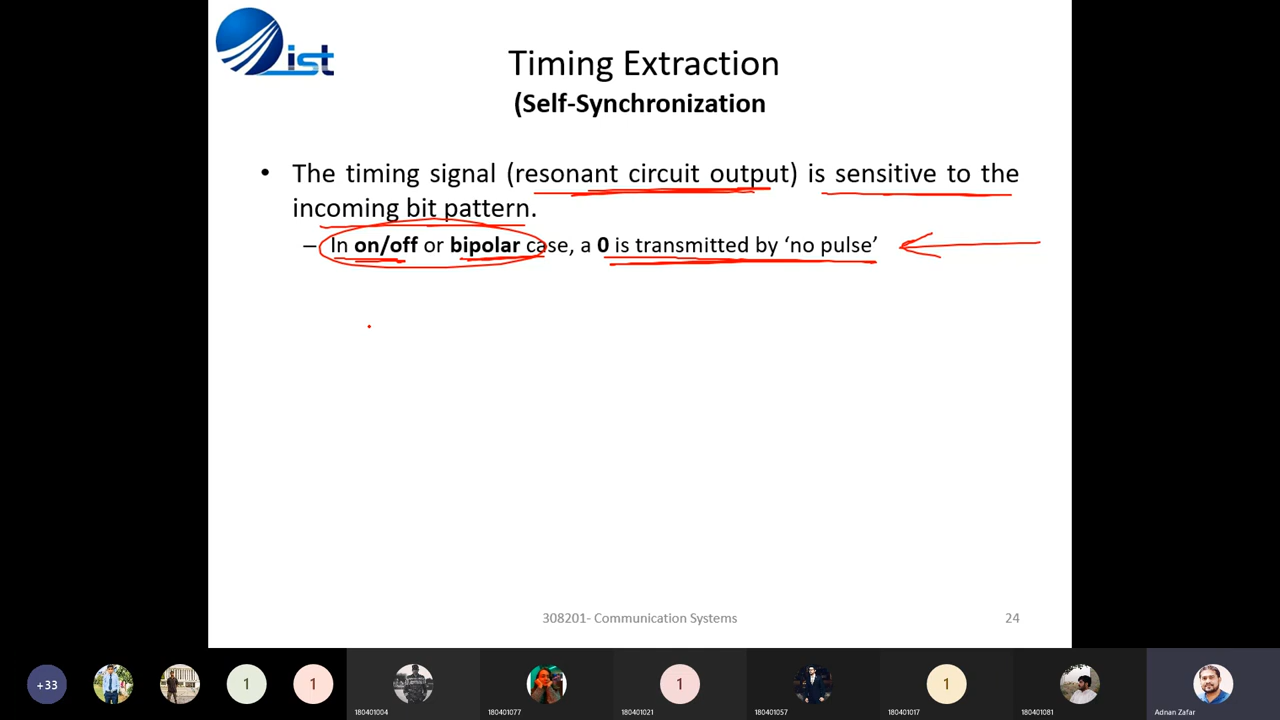 ist
Timing Extraction
(Self-Synchronization
• The timing signal (resonant circuit output) is sensitive to the
incoming bit pattern.
– In on/off or bipolar case, a 0 is transmitted by ‘no pulse’
308201- Communication Systems
24
+33
1
1
1
1
180401004
180401077
180401021
180401057
180401017
180401081
Adnan Zafar